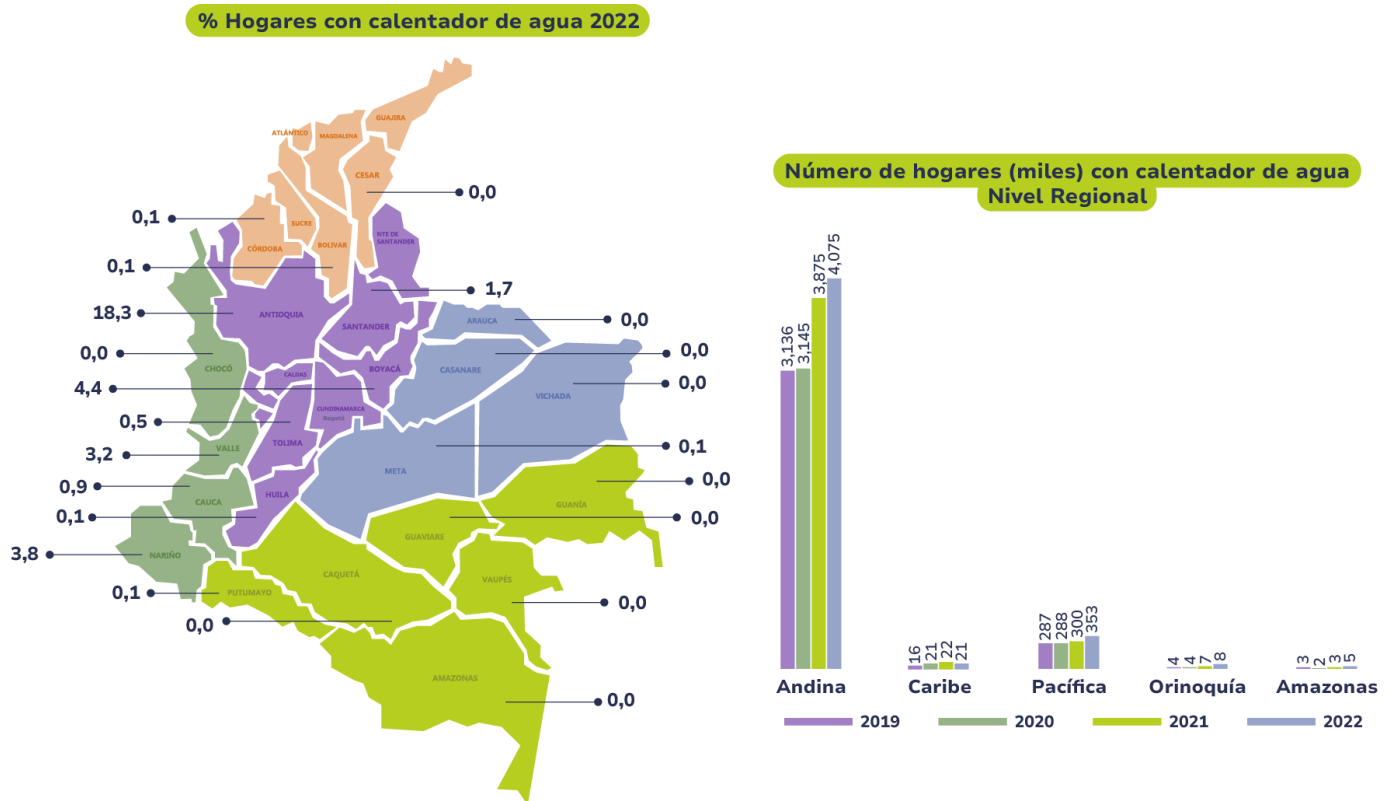 % Hogares con calentador de agua 2022
GUAJIRA
ATLÁNTICO
MAGDALENA
CESAR
0,0
0,1
SUCRE
CÓRDOBA
BOLIVAR
NTE DE
SANTANDER
0,1
1,7
18,3
ANTIOQUIA
SANTANDER
ARAUCA
0,0
0,0
CHOCÓ
CALDAS
BOYACÁ
CASANARE
0,0
4,4
0,0
VICHADA
CUNDINAMARCA
Bogotá
0,5
TOLIMA
VALLE
3,2
0,1
META
0,9
CAUCA
HUILA
0,0
GUANÍA
0,1
0,0
GUAVIARE
3,8
NARIÑO
CAQUETÁ
VAUPÉS
0,1
PUTUMAYO
0,0
0,0
AMAZONAS
0,0
Número de hogares (miles) con calentador de agua
Nivel Regional
3,136
3,145
3,875
4,075
16
21
22
21
287
288
300
353
4
4
7
8
3
2
3
5
Andina
Caribe
Pacífica
Orinoquía
Amazonas
2019
2020
2021
2022